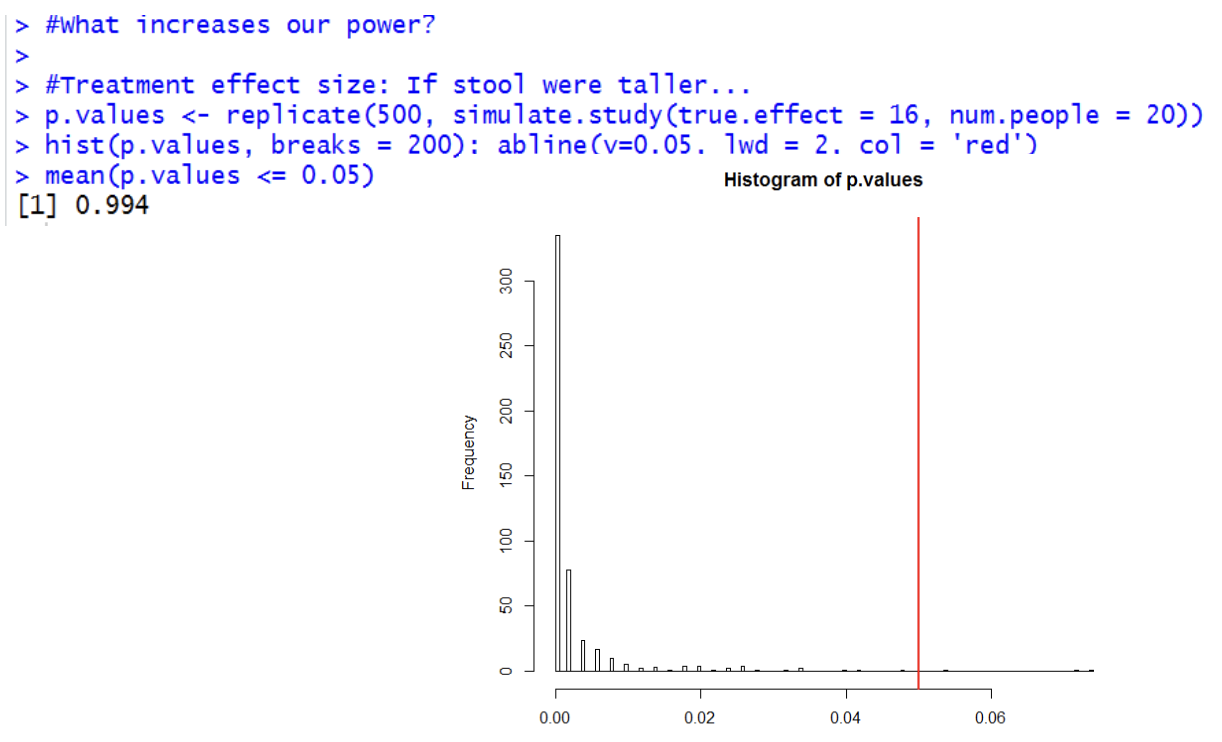 > #What increases our power?
>
> #Treatment effect size: If stool were taller...
> p.values <- replicate(500, simulate.study(true.effect = 16, num.people = 20))
> hist(p.values, breaks = 200); abline(v=0.05, lwd = 2, col = 'red')
> mean(p.values <= 0.05)
[1] 0.994
Histogram of p.values
Frequency
300
250
200
150
100
50
0
0.00 0.02 0.04 0.06